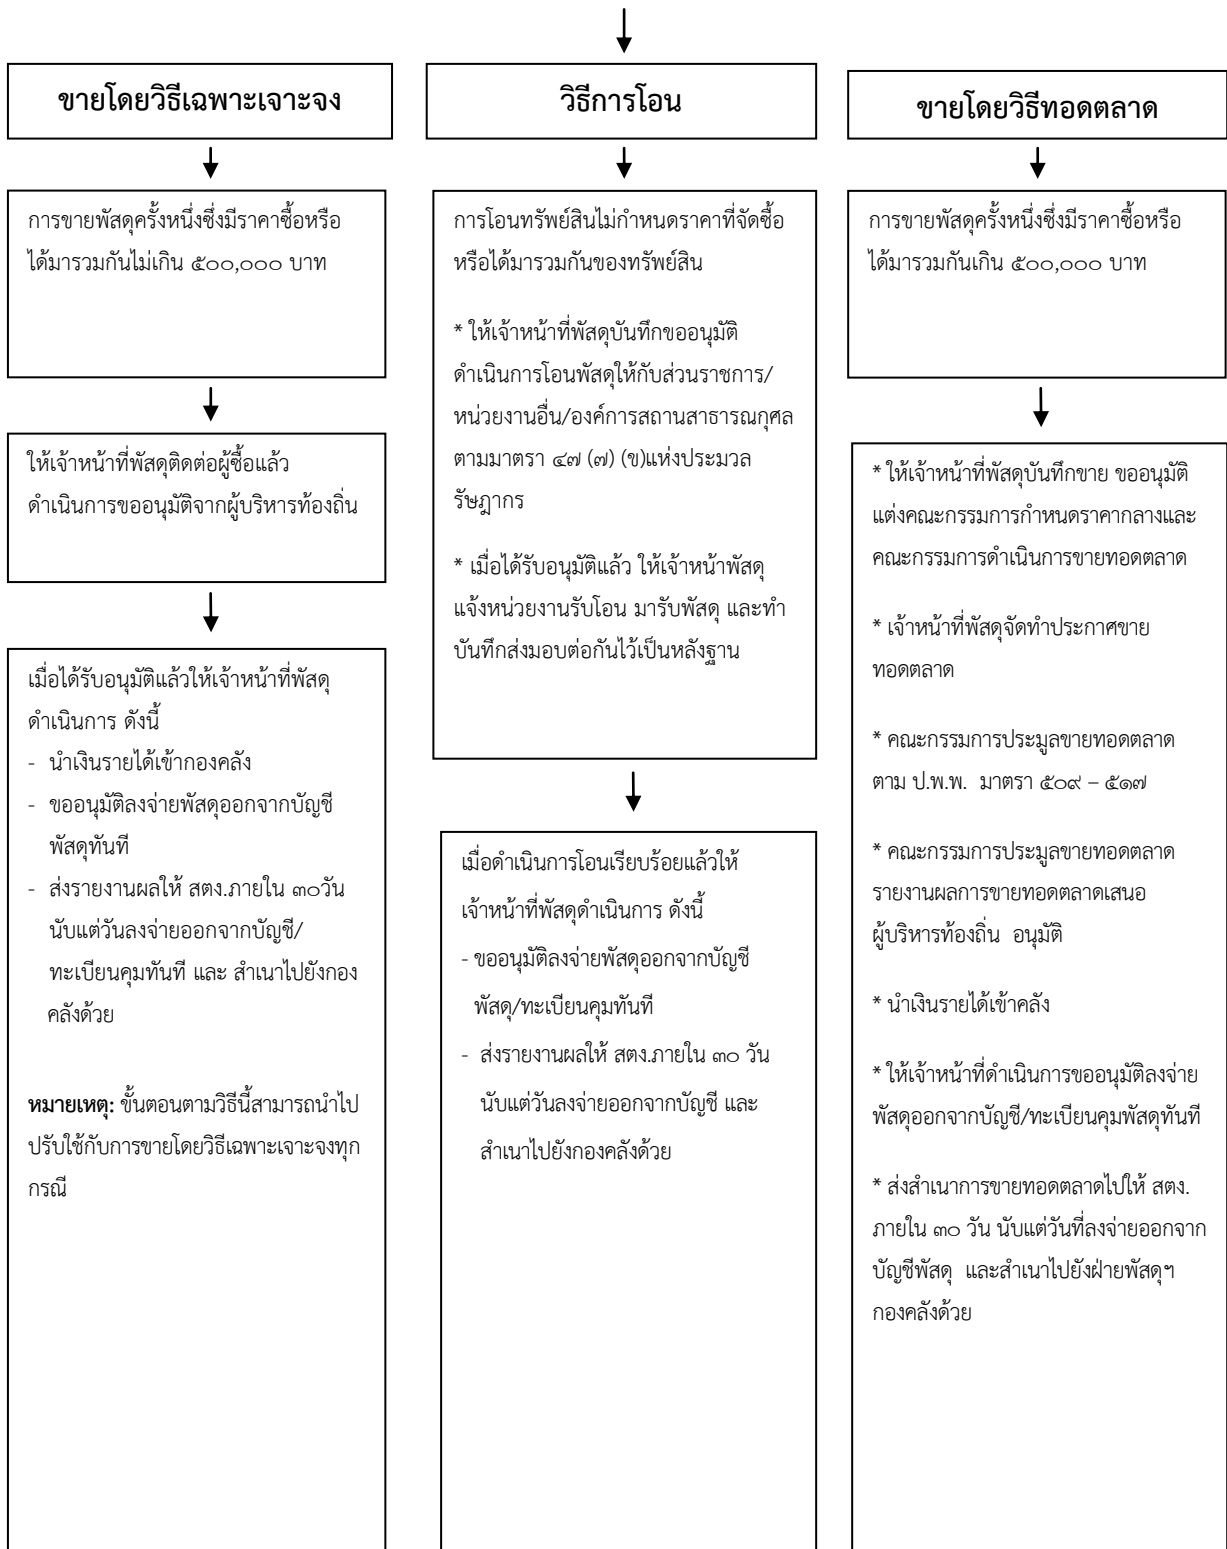 ขายโดยวิธีเฉพาะเจาะจง
การขายพัสดุครั้งหนึ่งซึ่งมีราคาซื้อหรือ
ได้มารวมกันไม่เกิน ๕๐๐,๐๐๐ บาท
ให้เจ้าหน้าที่พัสดุติดต่อผู้ซื้อแล้ว
ดำเนินการขออนุมัติจากผู้บริหารท้องถิ่น
เมื่อได้รับอนุมัติแล้วให้เจ้าหน้าที่พัสดุ
ดำเนินการ ดังนี้
- นำเงินรายได้เข้ากองคลัง
- ขออนุมัติลงจ่ายพัสดุออกจากบัญชี
พัสดุทันที
- ส่งรายงานผลให้ สตง.ภายใน ๓๐วัน
นับแต่วันลงจ่ายออกจากบัญชี/
ทะเบียนคุมทันที และ สำเนาไปยังกอง
คลังด้วย
หมายเหตุ: ขั้นตอนตามวิธีนี้สามารถนำไป
ปรับใช้กับการขายโดยวิธีเฉพาะเจาะจงทุก
กรณี
วิธีการโอน
การโอนทรัพย์สินไม่กำหนดราคาที่จัดซื้อ
หรือได้มารวมกันของทรัพย์สิน
* ให้เจ้าหน้าที่พัสดุบันทึกขออนุมัติ
ดำเนินการโอนพัสดุให้กับส่วนราชการ/
หน่วยงานอื่น/องค์การสถานสาธารณกุศล
ตามมาตรา ๔๗ (๗) (ข)แห่งประมวล
รัษฎากร
* เมื่อได้รับอนุมัติแล้ว ให้เจ้าหน้าพัสดุ
แจ้งหน่วยงานรับโอน มารับพัสดุ และทำ
บันทึกส่งมอบต่อกันไว้เป็นหลังฐาน
เมื่อดำเนินการโอนเรียบร้อยแล้วให้
เจ้าหน้าที่พัสดุดำเนินการ ดังนี้
- ขออนุมัติลงจ่ายพัสดุออกจากบัญชี
พัสดุ/ทะเบียนคุมทันที
- ส่งรายงานผลให้ สตง.ภายใน ๓๐ วัน
นับแต่วันลงจ่ายออกจากบัญชี และ
สำเนาไปยังกองคลังด้วย
ขายโดยวิธีทอดตลาด
การขายพัสดุครั้งหนึ่งซึ่งมีราคาซื้อหรือ
ได้มารวมกันเกิน ๕๐๐,๐๐๐ บาท
* ให้เจ้าหน้าที่พัสดุบันทึกขาย ขออนุมัติ
แต่งคณะกรรมการกำหนดราคากลางและ
คณะกรรมการดำเนินการขายทอดตลาด
* เจ้าหน้าที่พัสดุจัดทำประกาศขาย
ทอดตลาด
* คณะกรรมการประมูลขายทอดตลาด
ตาม ป.พ.พ. มาตรา ๕๐๙ – ๕๑๗
* คณะกรรมการประมูลขายทอดตลาด
รายงานผลการขายทอดตลาดเสนอ
ผู้บริหารท้องถิ่น อนุมัติ
* นำเงินรายได้เข้าคลัง
* ให้เจ้าหน้าที่ดำเนินการขออนุมัติลงจ่าย
พัสดุออกจากบัญชี/ทะเบียนคุมพัสดุทันที
* ส่งสำเนาการขายทอดตลาดไปให้ สตง.
ภายใน ๓๐ วัน นับแต่วันที่ลงจ่ายออกจาก
บัญชีพัสดุ และสำเนาไปยังฝ่ายพัสดุฯ
กองคลังด้วย